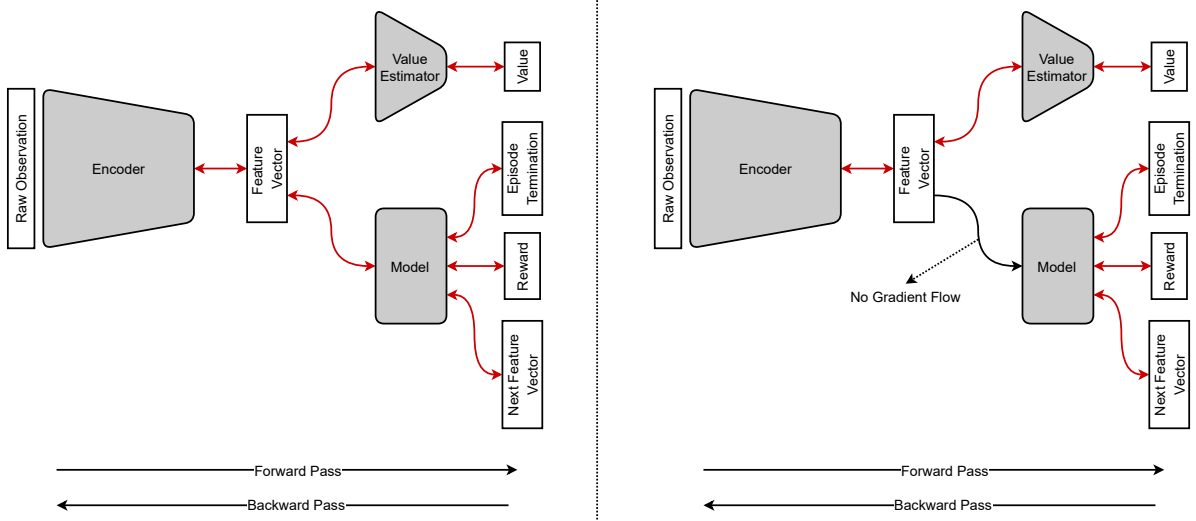 Raw Observation
Encoder
Feature
Vector
Value
Estimator
Value
Model
Episode
Termination
Reward
Next Feature
Vector
Forward Pass
Backward Pass
Raw Observation
Encoder
Feature
Vector
Value
Estimator
Value
No Gradient Flow
Model
Episode
Termination
Reward
Next Feature
Vector
Forward Pass
Backward Pass